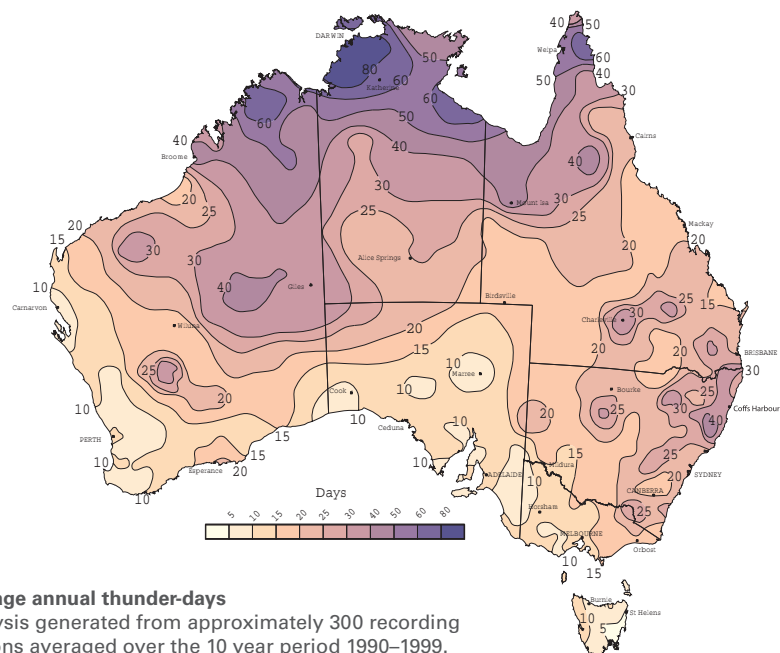 40 50
DARWIN
Weipa
50
80 60
60
Katherine
40
50
60
30
60
50
40
Cairns
40
40
Broome
30
30
20
Mount Isa
25
25
25
20
Mackay
15
20
30
20
Alice Springs
30
10
40
Giles
Birdsville
25
15
Carnarvon
30
Charleville
Wiluna
20
15
20
20
BRISBANE
10
25
Marree
30
Cook
10
Bourke
25
20
30
Coffs Harbour
10
10
20
25
40
Ceduna
10
PERTH
15
15
15
25
10
Esperance
20
10
Mildura
20
SYDNEY
ADELAIDE
10
10
CANBERRA
Days
Horsham
25
5 10 15 20 25 30 40 50 60 80
MELBOURNE
Orbost
10
15
Burnie
St Helens
10
5
age annual thunder-days
ysis generated from approximately 300 recording
ons averaged over the 10 year period 1990–1999.